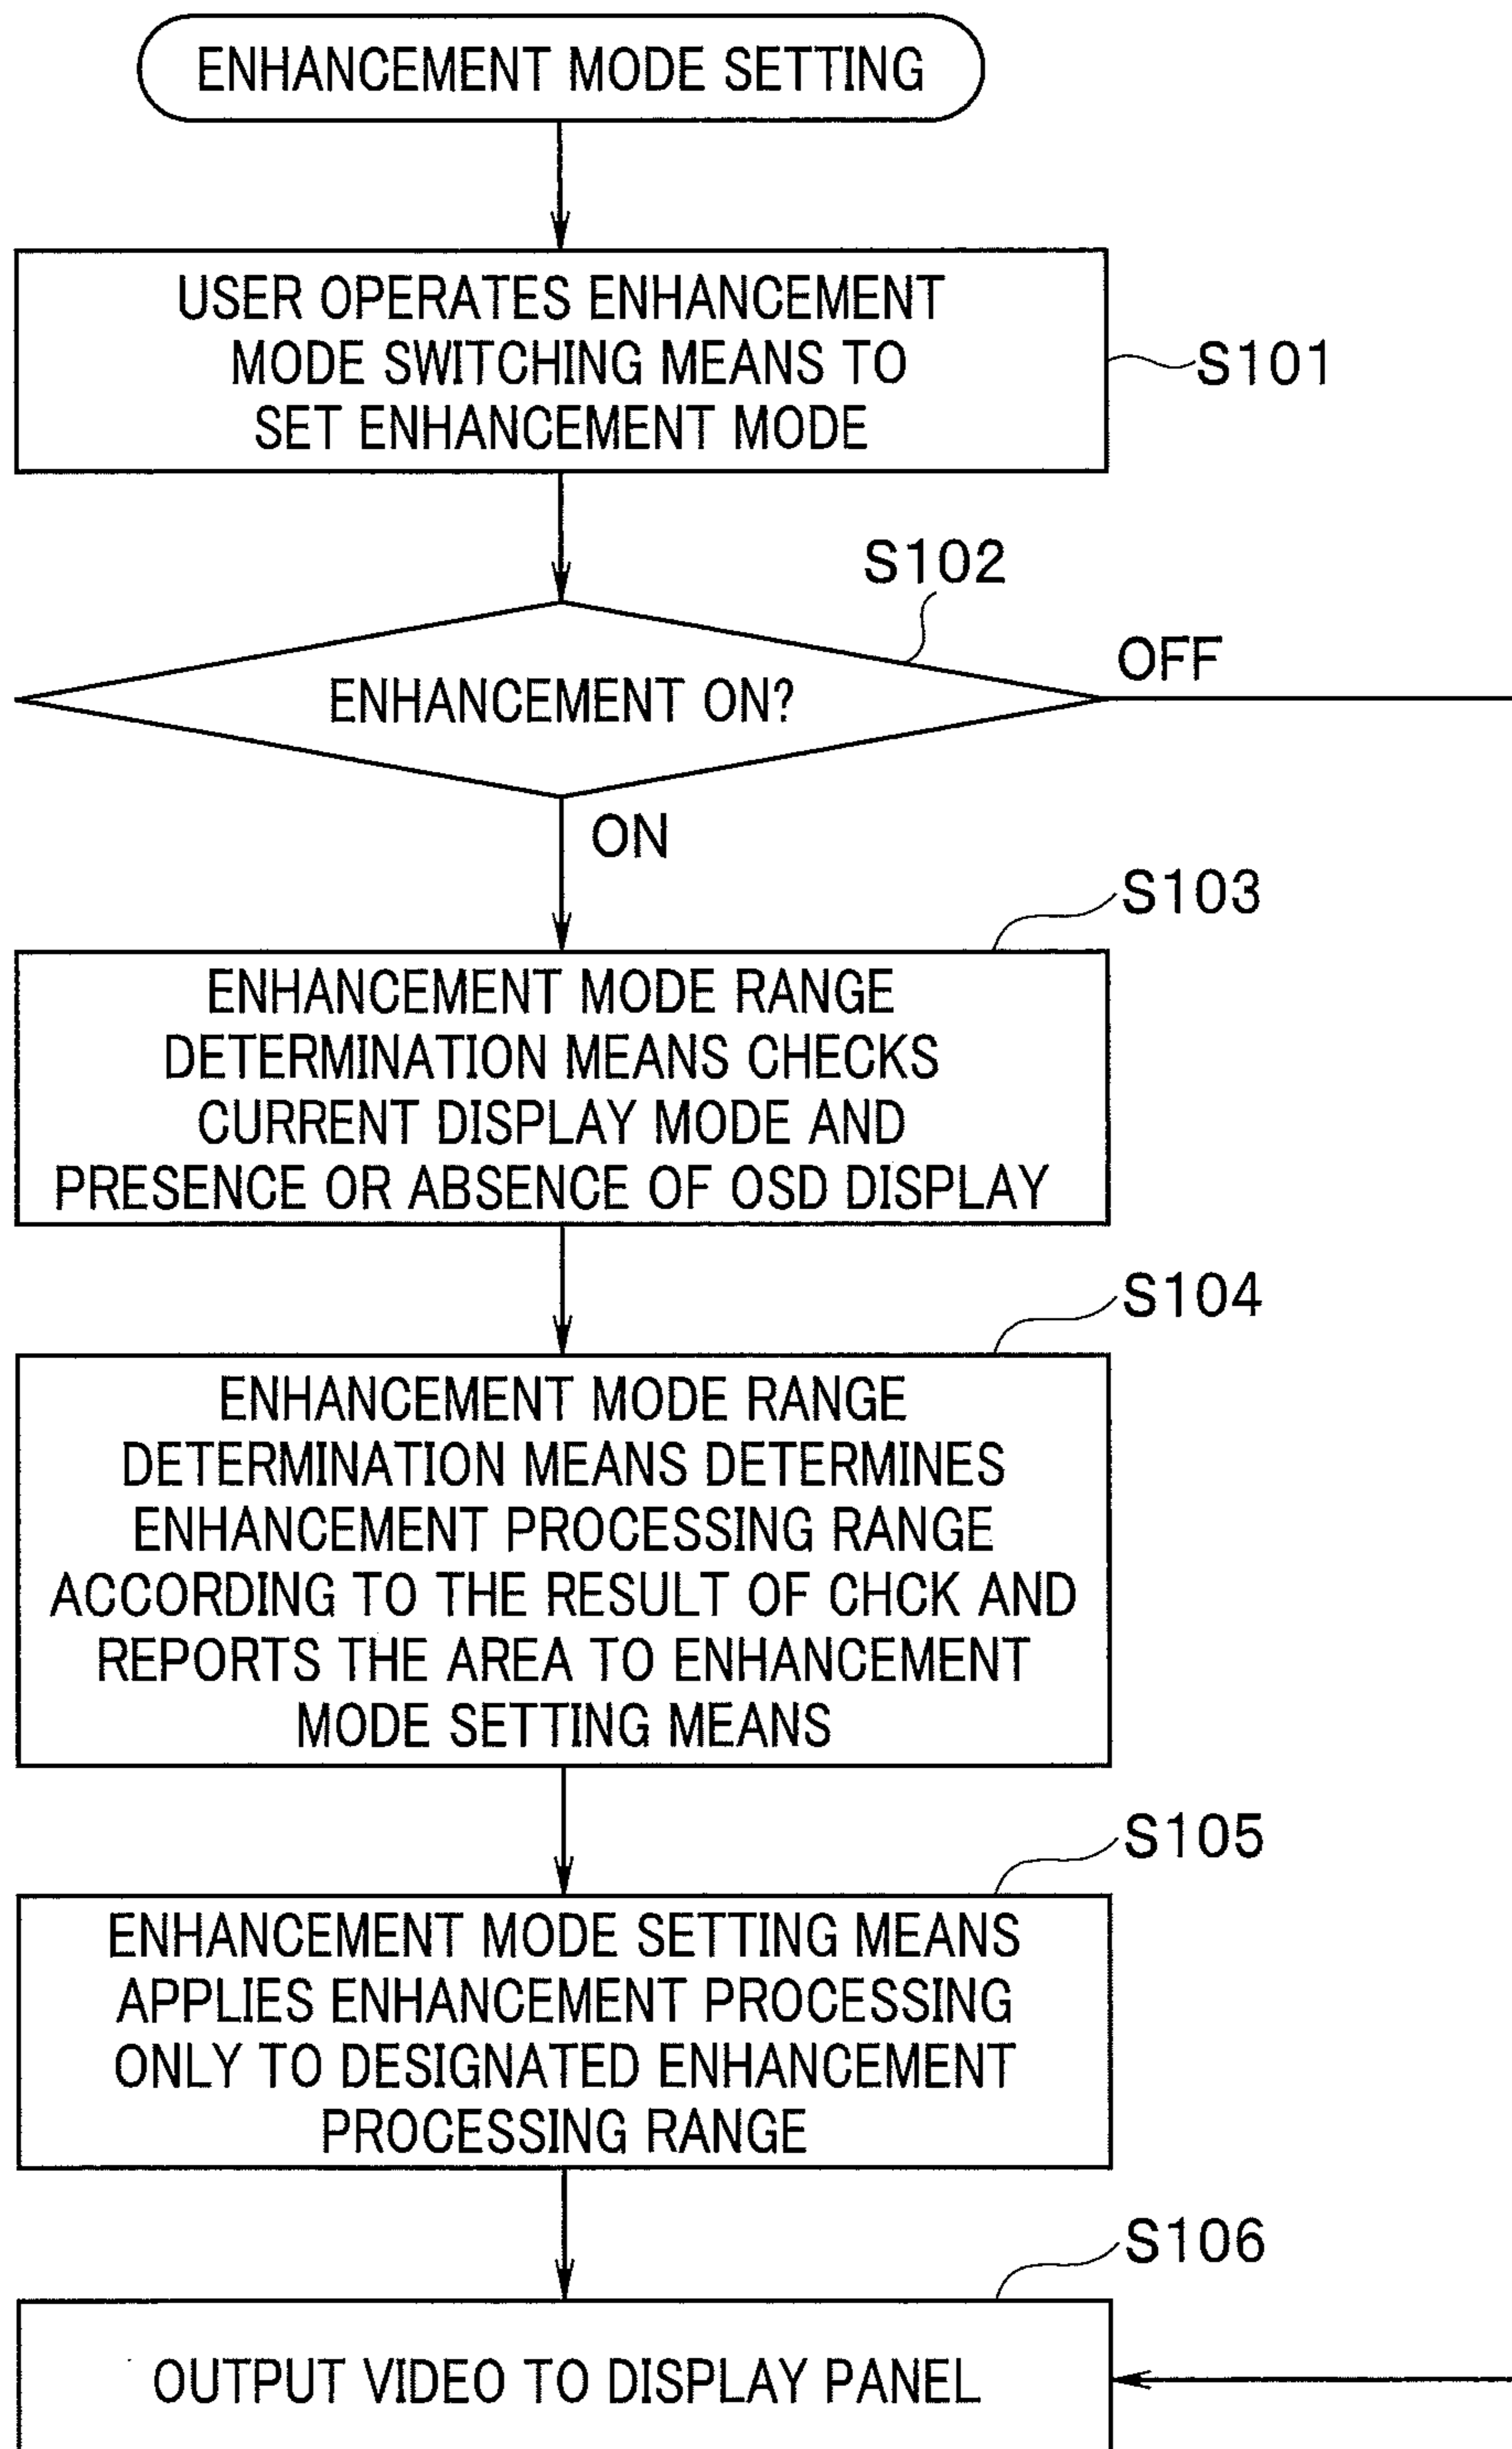 ENHANCEMENT MODE SETTING
USER OPERATES ENHANCEMENT
MODE SWITCHING MEANS TO
SET ENHANCEMENT MODE
S101
S102
ENHANCEMENT ON?
OFF
ON
S103
ENHANCEMENT MODE RANGE
DETERMINATION MEANS CHECKS
CURRENT DISPLAY MODE AND
PRESENCE OR ABSENCE OF OSD DISPLAY
S104
ENHANCEMENT MODE RANGE
DETERMINATION MEANS DETERMINES
ENHANCEMENT PROCESSING RANGE
ACCORDING TO THE RESULT OF CHCK AND
REPORTS THE AREA TO ENHANCEMENT
MODE SETTING MEANS
S105
ENHANCEMENT MODE SETTING MEANS
APPLIES ENHANCEMENT PROCESSING
ONLY TO DESIGNATED ENHANCEMENT
PROCESSING RANGE
S106
OUTPUT VIDEO TO DISPLAY PANEL